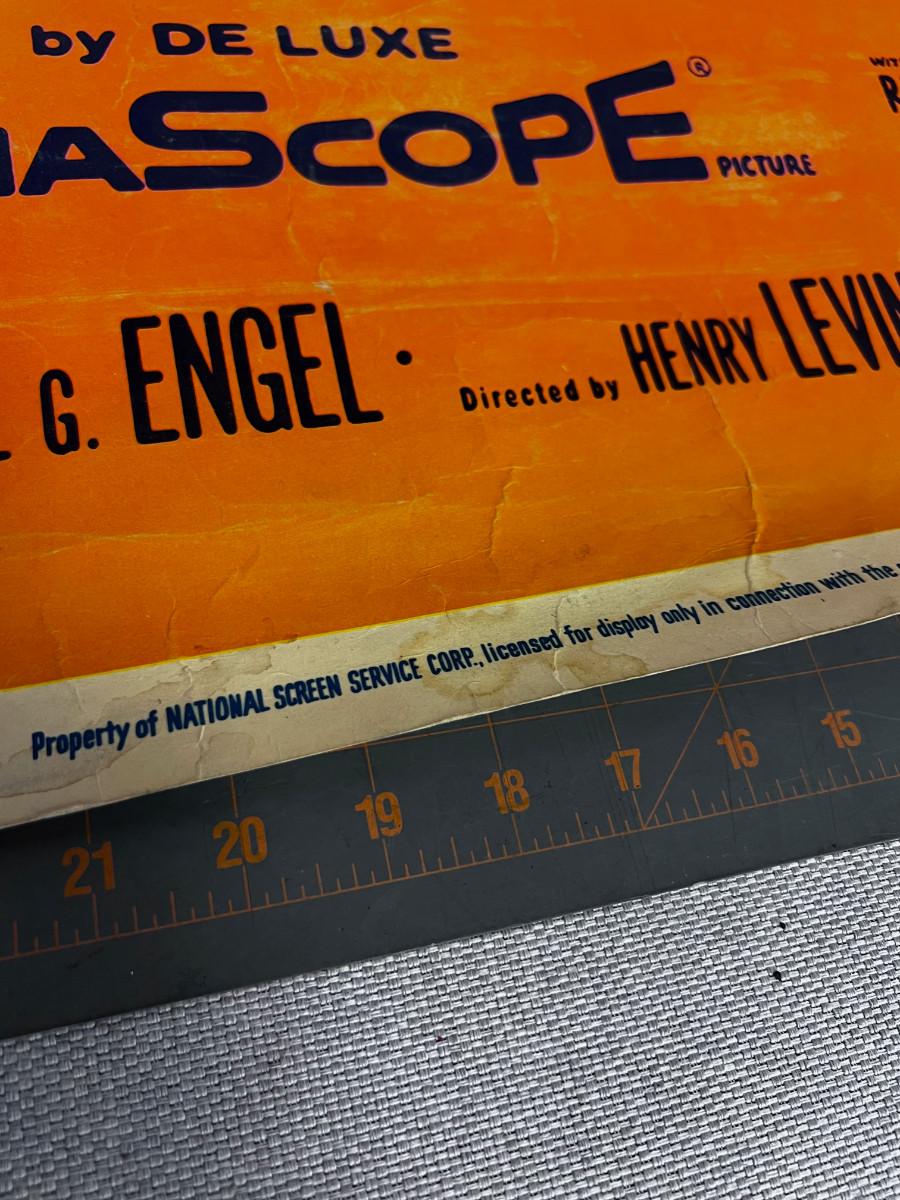 by DE LUXE
WIT
R
ASCOPE® PICTURE
G. ENGEL • Directed by HENRY LEVIN
Property of NATIONAL SCREEN SERVICE CORP., licensed for display only in connection with the
21 20 19 18 17 16 15